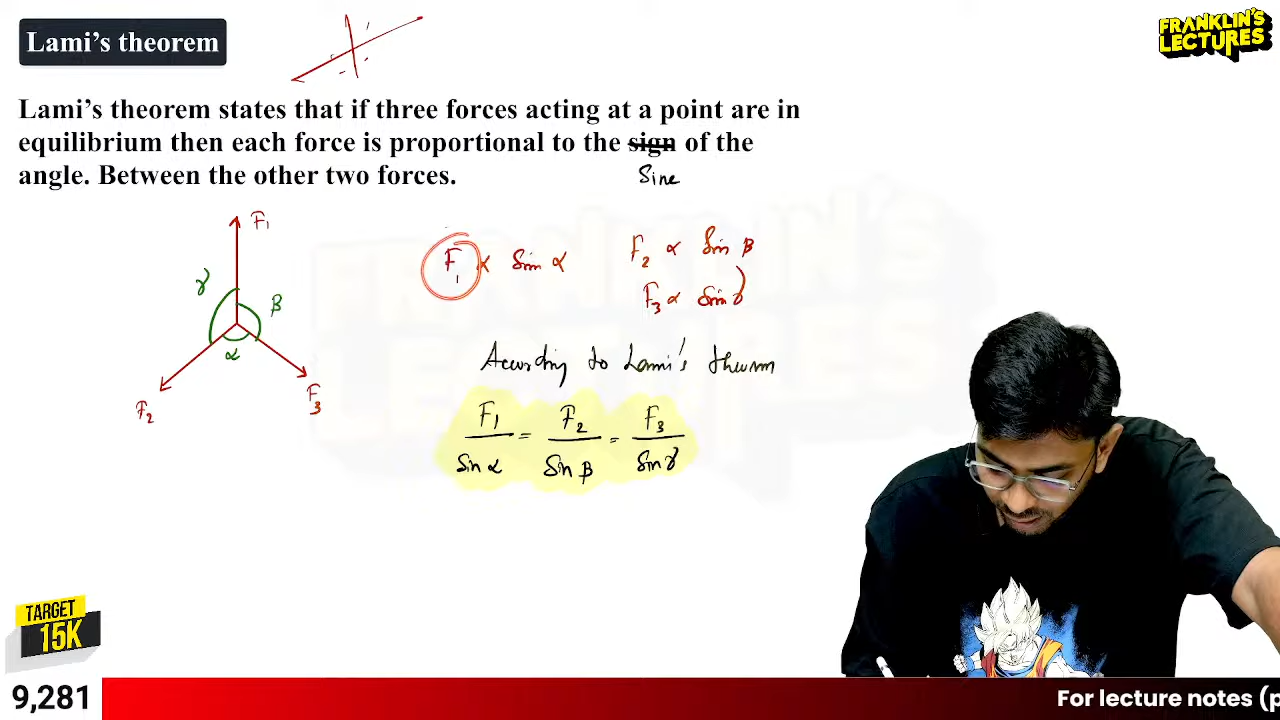 Lami's theorem
FRANKLIN'S
LECTURES
Lami's theorem states that if three forces acting at a point are in
equilibrium then each force is proportional to the sign of the
angle. Between the other two forces.
Sine
F₁
γ
β
α
F₂
F₃
F₁ ∝ Sin α
F₂ ∝ Sin β
F₃ ∝ Sin γ
According to Lami's theorem
F₁/sin α = F₂/Sin β = F₃/Sin γ
TARGET
15K
9,281
For lecture notes (p